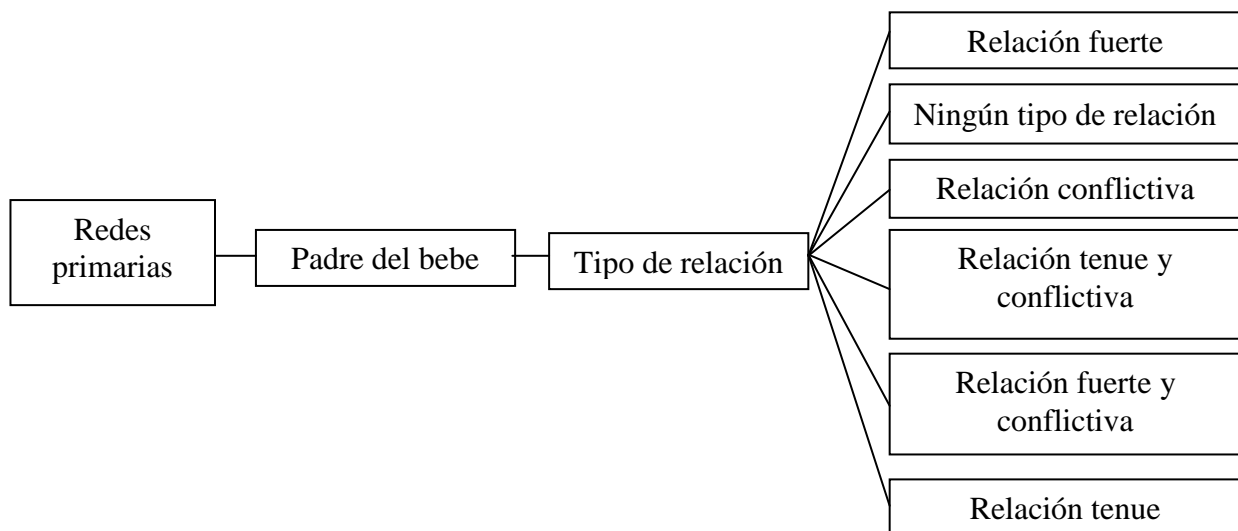 Redes
primarias
Padre del bebe
Tipo de relación
Relación fuerte
Ningún tipo de relación
Relación conflictiva
Relación tenue y
conflictiva
Relación fuerte y
conflictiva
Relación tenue